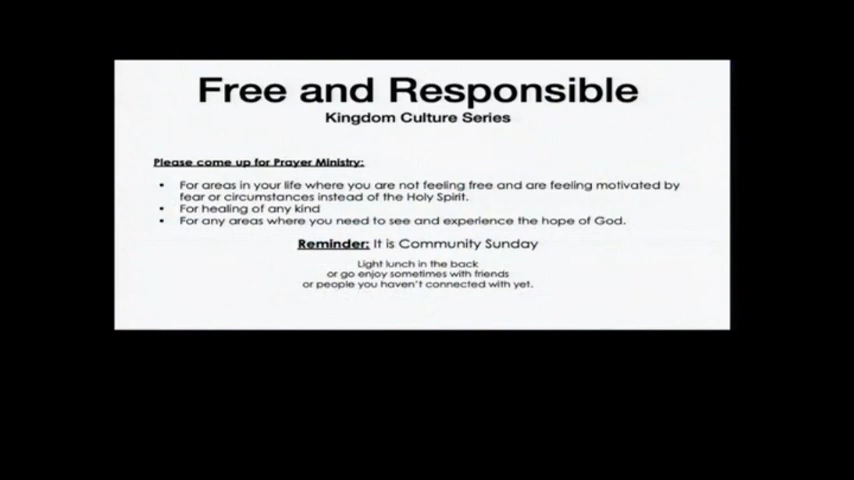 Free and Responsible
Kingdom Culture Series
Please come up for Prayer Ministry:
• For areas in your life where you are not feeling free and are feeling motivated by
fear or circumstances instead of the Holy Spirit.
• For healing of any kind
• For any areas where you need to see and experience the hope of God.
Reminder: It is Community Sunday
Light lunch in the back
or go enjoy sometimes with friends
or people you haven't connected with yet.